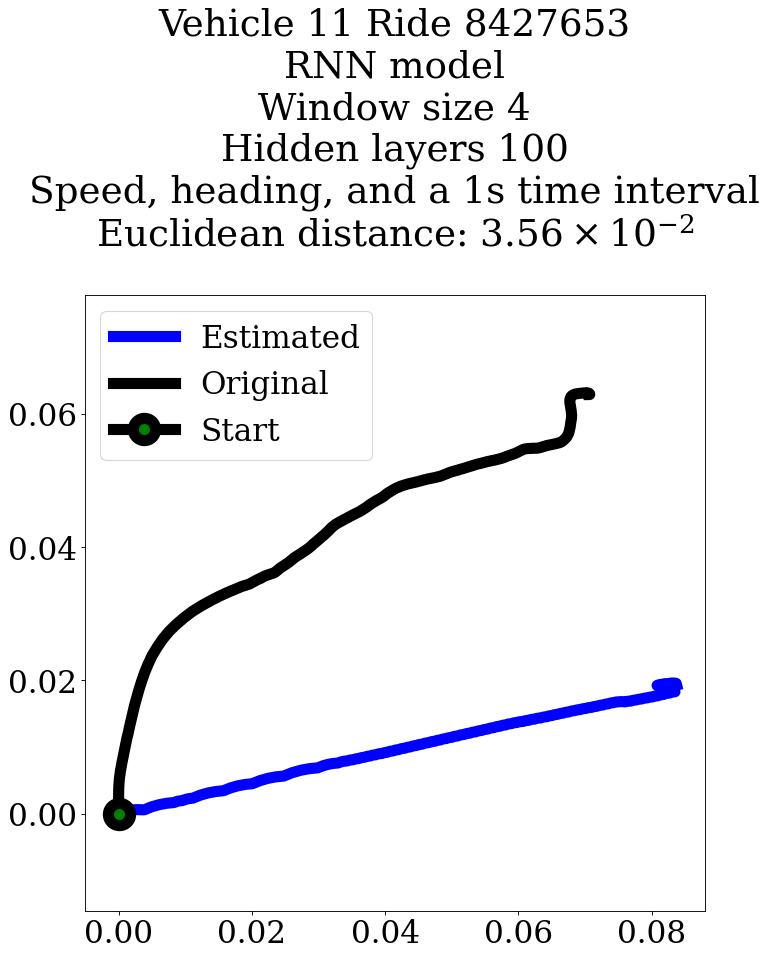 Vehicle 11 Ride 8427653
RNN model
Window size 4
Hidden layers 100
Speed, heading, and a 1s time interval
Euclidean distance: 3.56 × 10⁻²
Estimated
Original
Start
0.06
0.04
0.02
0.00
0.00 0.02 0.04 0.06 0.08